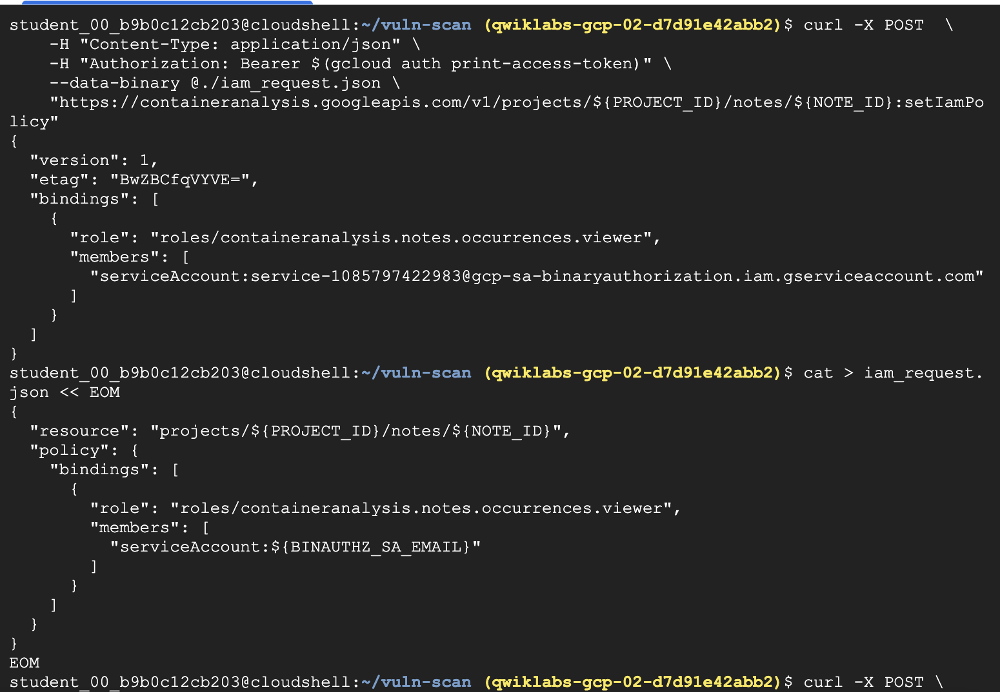 student_00_b9b0c12cb203@cloudshell:~/vuln-scan (qwiklabs-gcp-02-d7d91e42abb2)$ curl -X POST  \
    -H "Content-Type: application/json" \
    -H "Authorization: Bearer $(gcloud auth print-access-token)" \
    --data-binary @./iam_request.json \
    "https://containeranalysis.googleapis.com/v1/projects/${PROJECT_ID}/notes/${NOTE_ID}:setIamPo
licy"
{
  "version": 1,
  "etag": "BwZBCfqVYVE=",
  "bindings": [
    {
      "role": "roles/containeranalysis.notes.occurrences.viewer",
      "members": [
        "serviceAccount:service-1085797422983@gcp-sa-binaryauthorization.iam.gserviceaccount.com"
      ]
    }
  ]
}
student_00_b9b0c12cb203@cloudshell:~/vuln-scan (qwiklabs-gcp-02-d7d91e42abb2)$ cat > iam_request.
json << EOM
{
  "resource": "projects/${PROJECT_ID}/notes/${NOTE_ID}",
  "policy": {
    "bindings": [
      {
        "role": "roles/containeranalysis.notes.occurrences.viewer",
        "members": [
          "serviceAccount:${BINAUTHZ_SA_EMAIL}"
        ]
      }
    ]
  }
}
EOM
student_00_b9b0c12cb203@cloudshell:~/vuln-scan (qwiklabs-gcp-02-d7d91e42abb2)$ curl -X POST \